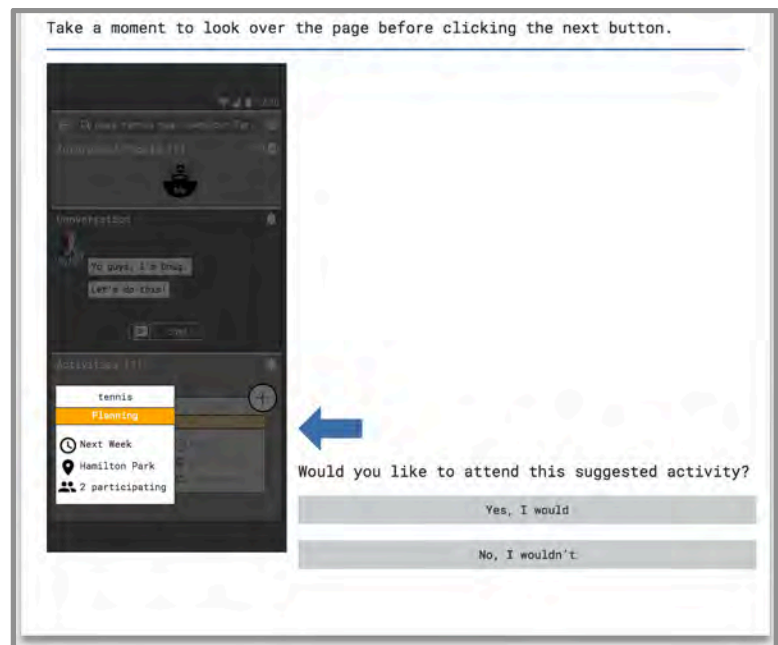 Take a moment to look over the page before clicking the next button.
Conversation
Yo guys, I'm Doug.
Let's do this!
Activities (1)
tennis
Planning
Next Week
Hamilton Park
2 participating
Would you like to attend this suggested activity?
Yes, I would
No, I wouldn't